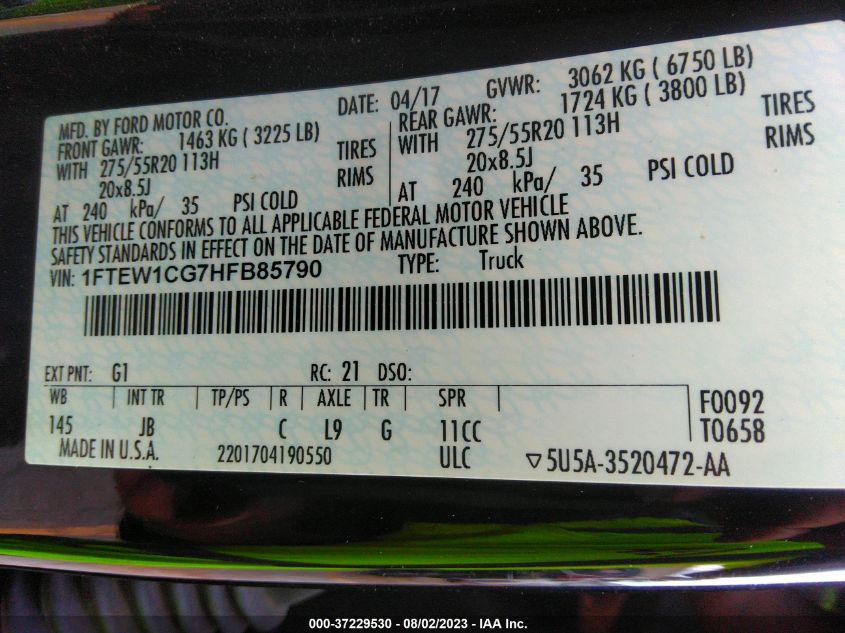 MFD. BY FORD MOTOR CO. DATE: 04/17 GVWR: 3062 KG ( 6750 LB)
FRONT GAWR: 1463 KG ( 3225 LB) REAR GAWR: 1724 KG ( 3800 LB)
WITH 275/55R20 113H TIRES WITH 275/55R20 113H TIRES
20x8.5J RIMS 20x8.5J RIMS
AT 240 kPa/ 35 PSI COLD AT 240 kPa/ 35 PSI COLD
THIS VEHICLE CONFORMS TO ALL APPLICABLE FEDERAL MOTOR VEHICLE
SAFETY STANDARDS IN EFFECT ON THE DATE OF MANUFACTURE SHOWN ABOVE.
VIN: 1FTEW1CG7HFB85790 TYPE: Truck
EXT PNT: G1 RC: 21 DSO:
WB INT TR TP/PS R AXLE TR SPR F0092
145 JB C L9 G 11CC T0658
MADE IN U.S.A. 2201704190550 ULC ▽5U5A-3520472-AA
000-37229530 - 08/02/2023 - IAA Inc.